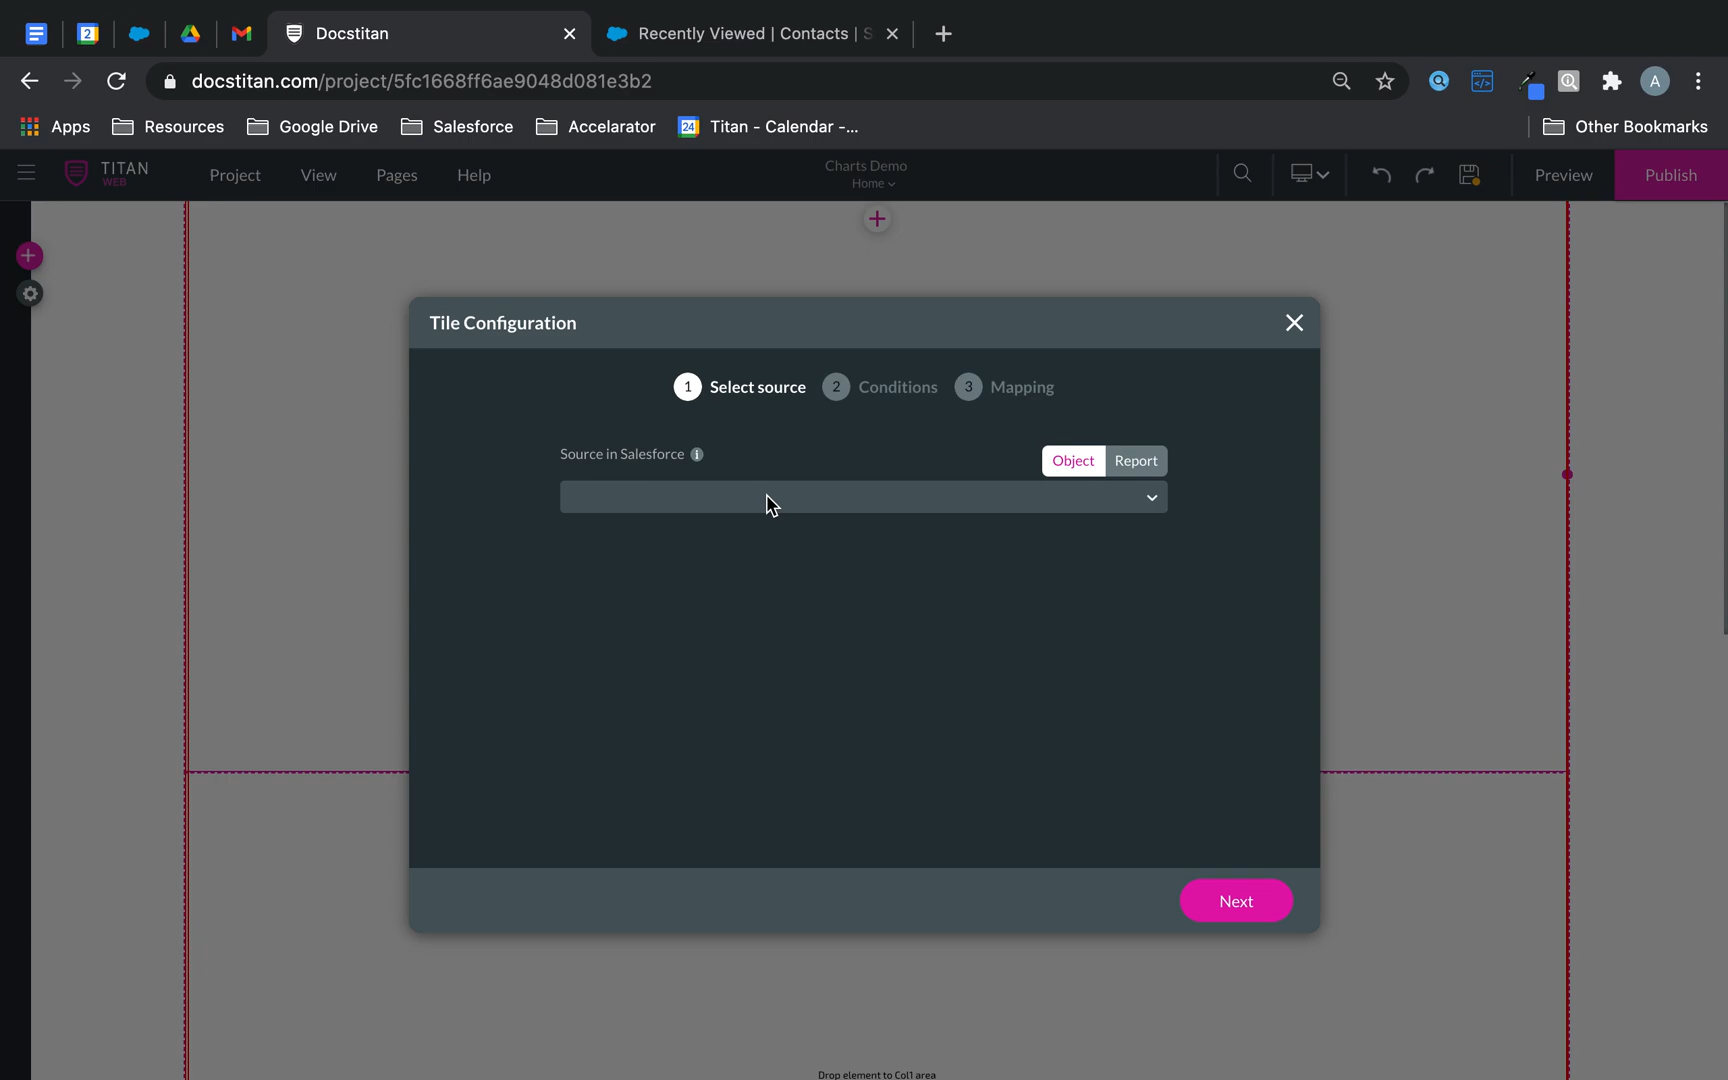 Docstitan
Recently Viewed | Contacts | S
docstitan.com/project/5fc1668ff6ae9048d081e3b2
A
Apps
Resources
Google Drive
Salesforce
Accelarator
24
Titan - Calendar -...
Other Bookmarks
TITAN
WEB
Project
View
Pages
Help
Charts Demo
Home
Preview
Publish
Tile Configuration
1 Select source 2 Conditions 3 Mapping
Source in Salesforce
Object Report
Next
Drop element to Col1 area